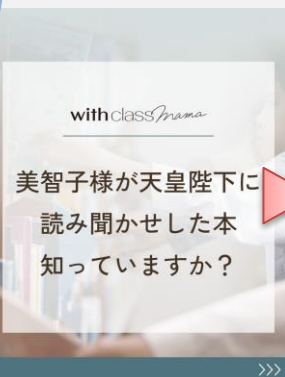 with class mama
美智子様が天皇陛下に
読み聞かせした本
知っていますか？
>>>